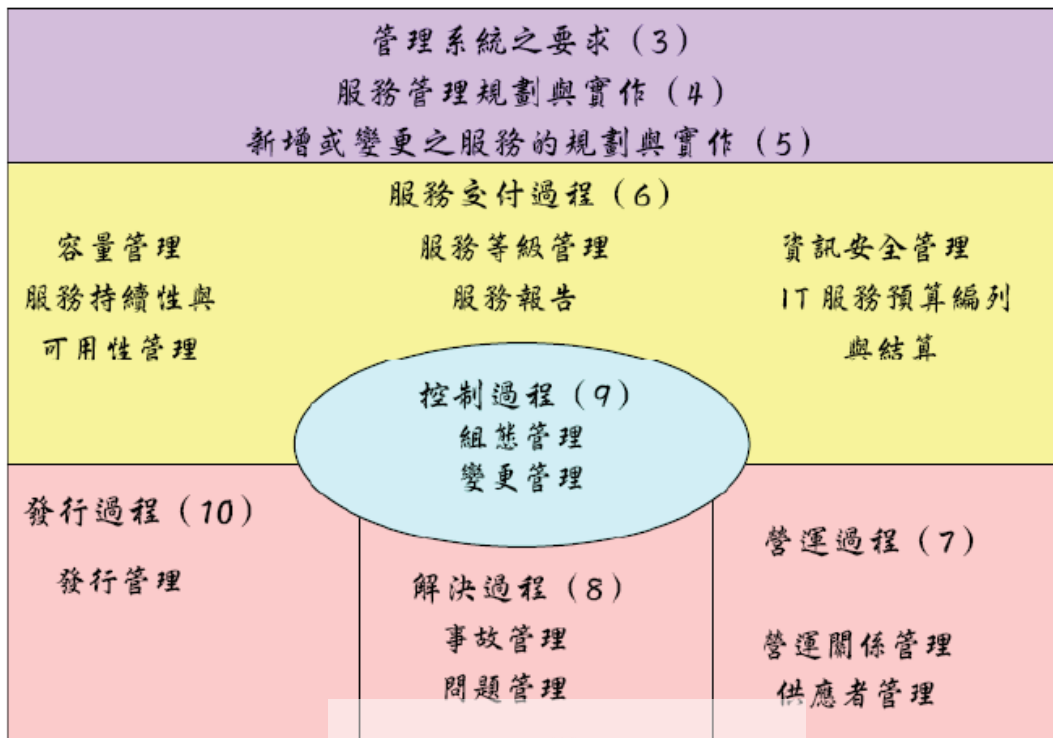 管理系統之要求（3）
服務管理規劃與實作（4）
新增或變更之服務的規劃與實作（5）
服務交付過程（6）
容量管理
服務持續性與
可用性管理
服務等級管理
服務報告
資訊安全管理
IT 服務預算編列
與結算
控制過程（9）
組態管理
變更管理
發行過程（10）
發行管理
解決過程（8）
事故管理
問題管理
營運過程（7）
營運關係管理
供應者管理